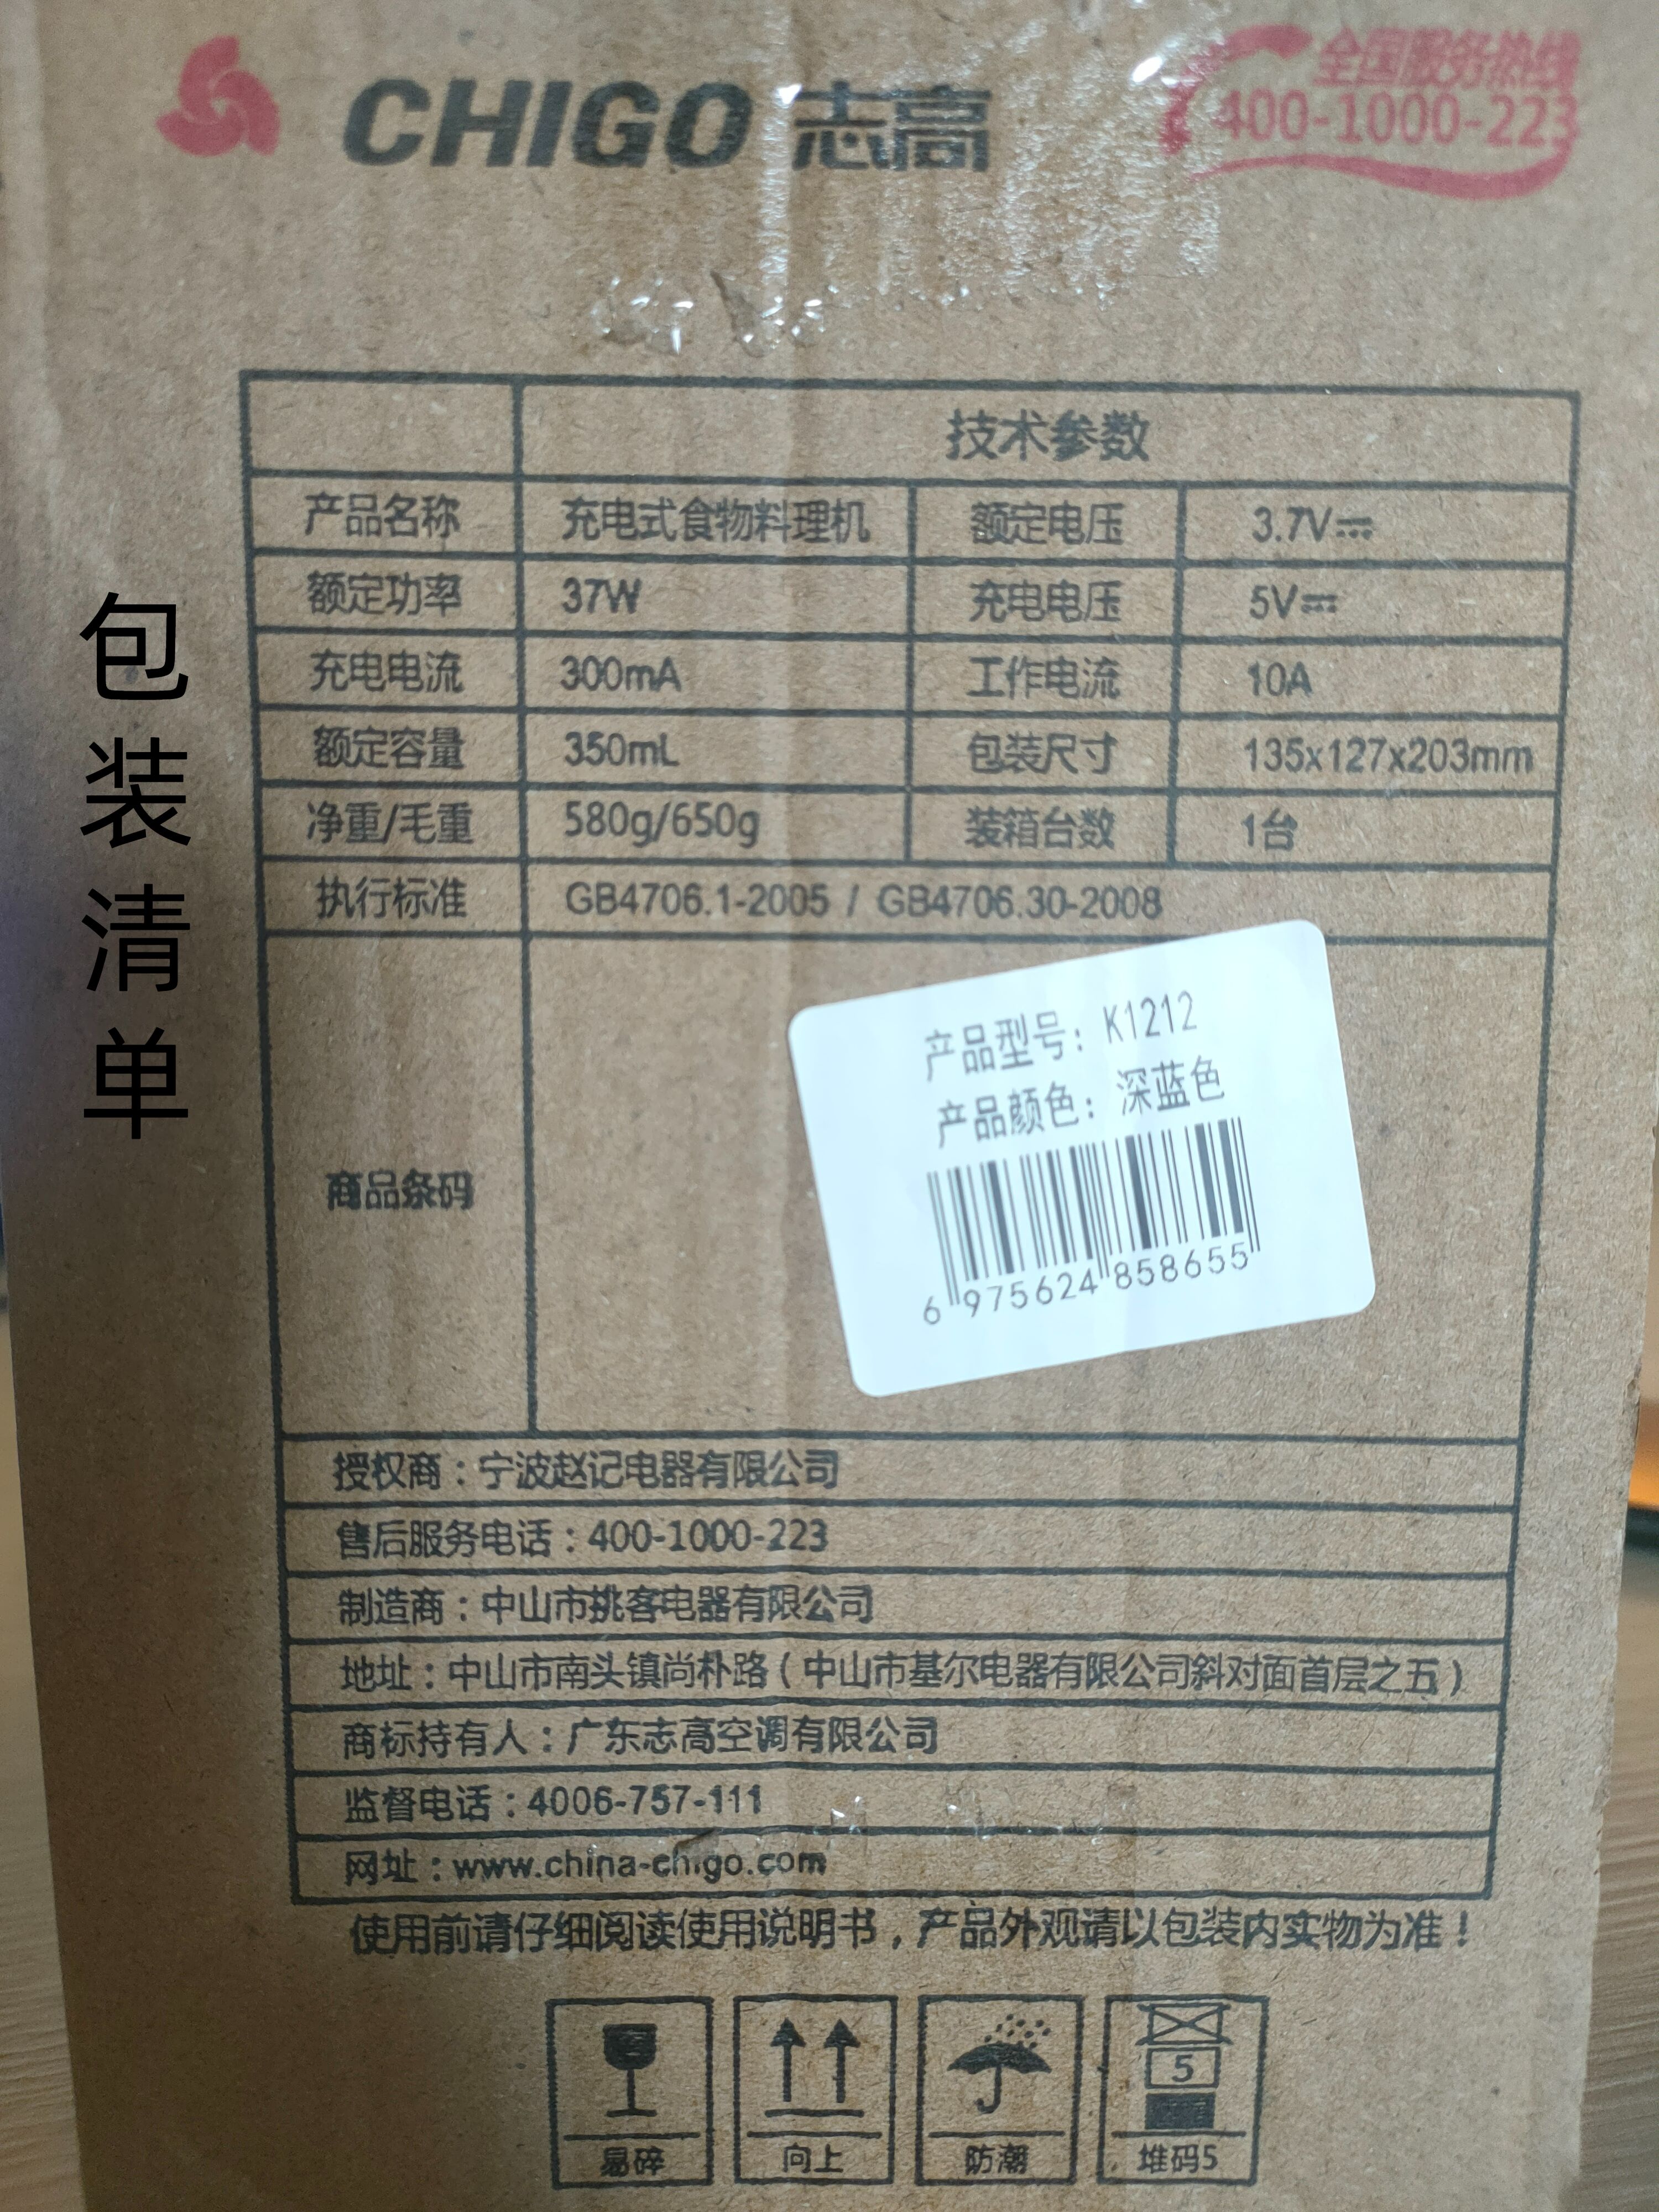 CHIGO 志高
全国服务热线
400-1000-223
包装清单
技术参数
产品名称 充电式食物料理机 额定电压 3.7V⎓
额定功率 37W 充电电压 5V⎓
充电电流 300mA 工作电流 10A
额定容量 350mL 包装尺寸 135x127x203mm
净重/毛重 580g/650g 装箱台数 1台
执行标准 GB4706.1-2005 / GB4706.30-2008
商品条码
产品型号：K1212
产品颜色：深蓝色
6 975624 858655
授权商：宁波赵记电器有限公司
售后服务电话：400-1000-223
制造商：中山市挑客电器有限公司
地址：中山市南头镇尚朴路（中山市基尔电器有限公司斜对面首层之五）
商标持有人：广东志高空调有限公司
监督电话：4006-757-111
网址：www.china-chigo.com
使用前请仔细阅读使用说明书，产品外观请以包装内实物为准！
5
易碎 向上 防潮 堆码5